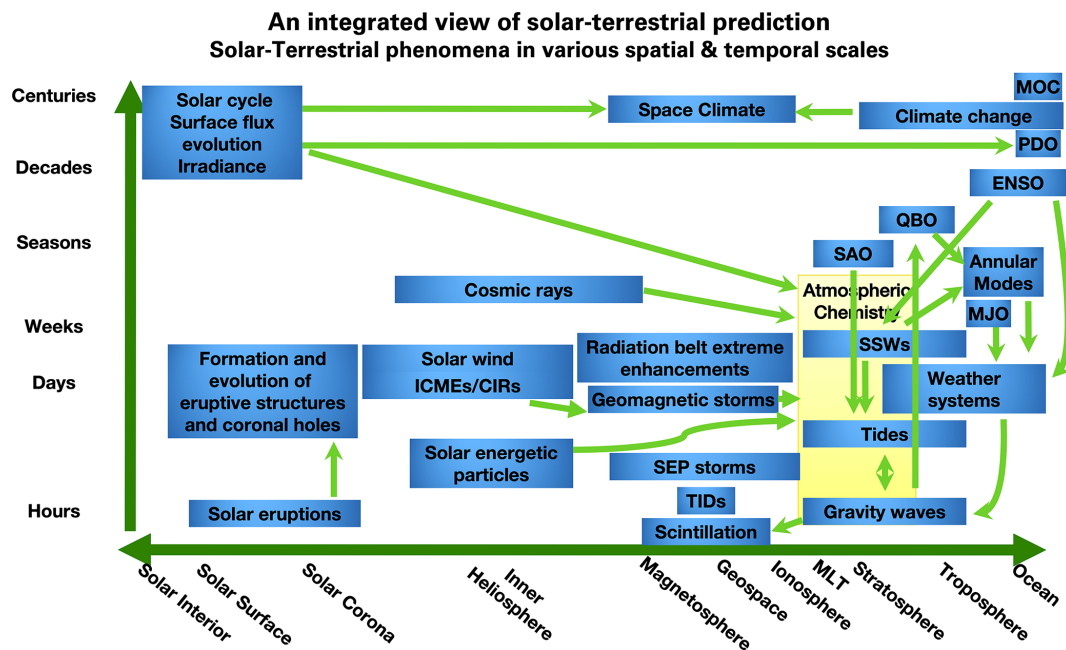 An integrated view of solar-terrestrial prediction
Solar-Terrestrial phenomena in various spatial & temporal scales
Centuries
Decades
Seasons
Weeks
Days
Hours
Solar cycle
Surface flux
evolution
Irradiance
Space Climate
MOC
Climate change
PDO
ENSO
QBO
SAO
Annular
Modes
Cosmic rays
Atmospheric
Chemistry
MJO
SSWs
Formation and
evolution of
eruptive structures
and coronal holes
Solar wind
ICMEs/CIRs
Radiation belt extreme
enhancements
Geomagnetic storms
Weather
systems
Tides
Solar energetic
particles
SEP storms
TIDs
Solar eruptions
Gravity waves
Scintillation
Solar Interior
Solar Surface
Solar Corona
Inner
Heliosphere
Magnetosphere
Geospace
Ionosphere
MLT
Stratosphere
Troposphere
Ocean